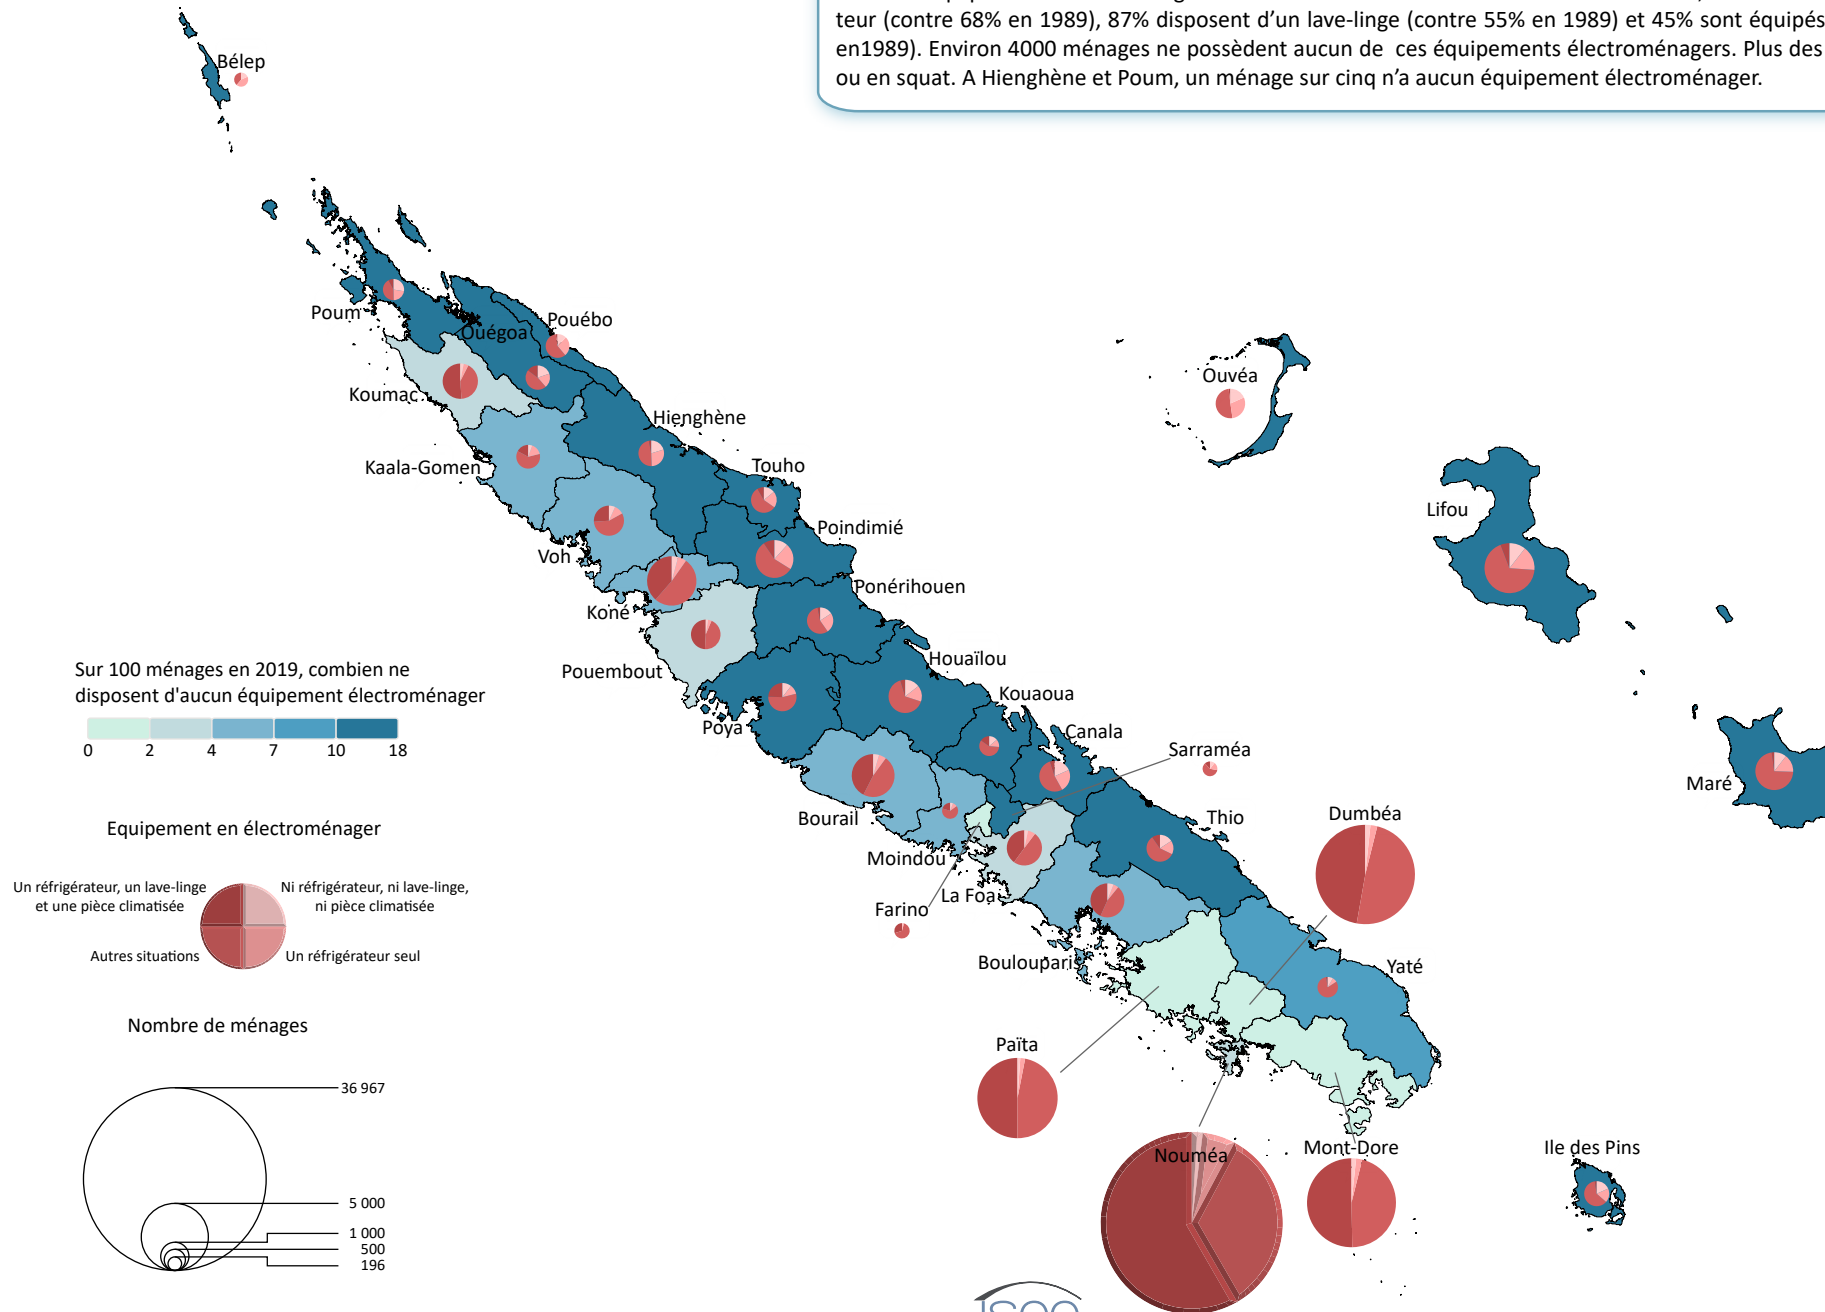 teur (contre 68% en 1989), 87% disposent d'un lave-linge (contre 55% en 1989) et 45% sont équipés
en1989). Environ 4000 ménages ne possèdent aucun de ces équipements électroménagers. Plus des
ou en squat. A Hienghène et Poum, un ménage sur cinq n'a aucun équipement électroménager.
Bélep
Poum
Ouégoa
Pouébo
Koumac
Ouvéa
Hienghène
Kaala-Gomen
Touho
Lifou
Poindimié
Voh
Ponérihouen
Koné
Houaïlou
Pouembout
Kouaoua
Poya
Canala
Sarraméa
Maré
Bourail
Thio
Dumbéa
Moindou
La Foa
Farino
Boulouparis
Yaté
Païta
Nouméa
Mont-Dore
Ile des Pins
Sur 100 ménages en 2019, combien ne
disposent d'aucun équipement électroménager
0 2 4 7 10 18
Equipement en électroménager
Un réfrigérateur, un lave-linge
et une pièce climatisée
Ni réfrigérateur, ni lave-linge,
ni pièce climatisée
Autres situations
Un réfrigérateur seul
Nombre de ménages
36 967
5 000
1 000
500
196